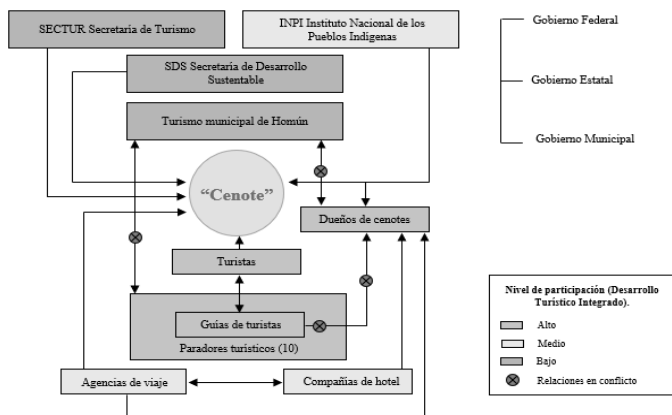 SECTUR Secretaria de Turismo
INPI Instituto Nacional de los
Pueblos Indígenas
Gobierno Federal
SDS Secretaria de Desarrollo
Sustentable
Gobierno Estatal
Turismo municipal de Homún
Gobierno Municipal
“Cenote”
Dueños de cenotes
Turistas
Guías de turistas
Paradores turísticos (10)
Agencias de viaje
Compañías de hotel
Nivel de participación (Desarrollo
Turístico Integrado).
Alto
Medio
Bajo
Relaciones en conflicto